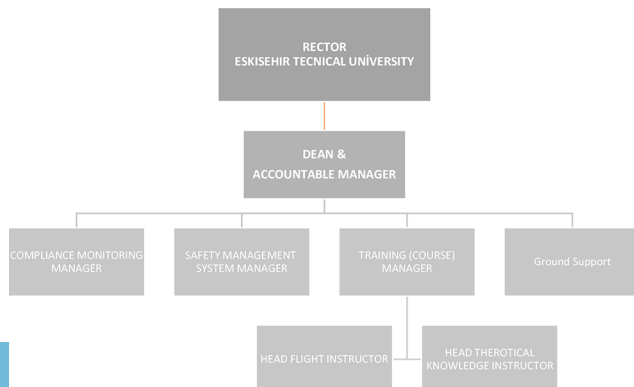 RECTOR
ESKISEHIR TECNICAL UNİVERSITY
DEAN &
ACCOUNTABLE MANAGER
COMPLIANCE MONITORING
MANAGER
SAFETY MANAGEMENT
SYSTEM MANAGER
TRAINING (COURSE)
MANAGER
Ground Support
HEAD FLIGHT INSTRUCTOR
HEAD THEROTICAL
KNOWLEDGE INSTRUCTOR